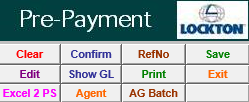 Pre-Payment LOCKTON
Clear Confirm RefNo Save
Edit Show GL Print Exit
Excel 2 PS Agent AG Batch